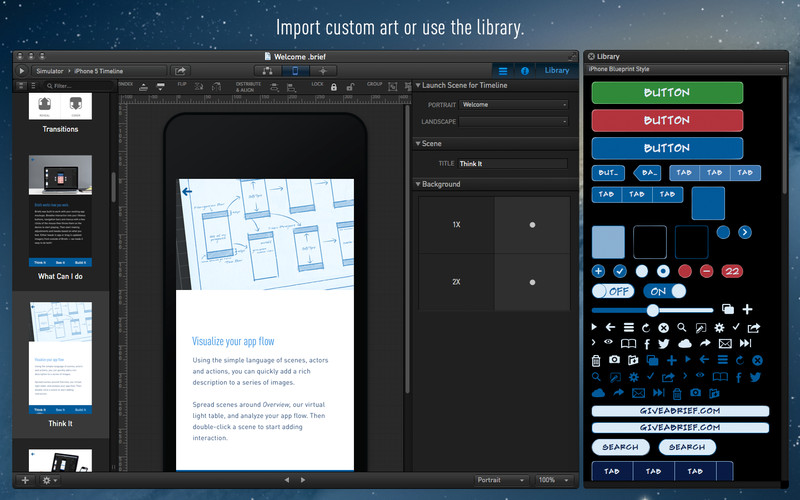 Import custom art or use the library.
Welcome .brief
Simulator
iPhone 5 Timeline
Library
Filter...
FLIP
DISTRIBUTE
& ALIGN
LOCK
GROUP
Transitions
What Can I do
Think It
Visualize your app flow
Using the simple language of scenes, actors
and actions, you can quickly add a rich
description to a series of images.
Spread scenes around Overview, our virtual
light table, and analyze your app flow. Then
double-click a scene to start adding
interaction.
Portrait
100%
Launch Scene for Timeline
PORTRAIT Welcome
LANDSCAPE
Scene
TITLE Think It
Background
1X
2X
Library
iPhone Blueprint Style
BUTTON
BUTTON
BUTTON
BUT... BA... TAB TAB TAB
TAB TAB TAB
22
OFF ON
GIVEABRIEF.COM
GIVEABRIEF.COM
SEARCH SEARCH
TAB TAB TAB